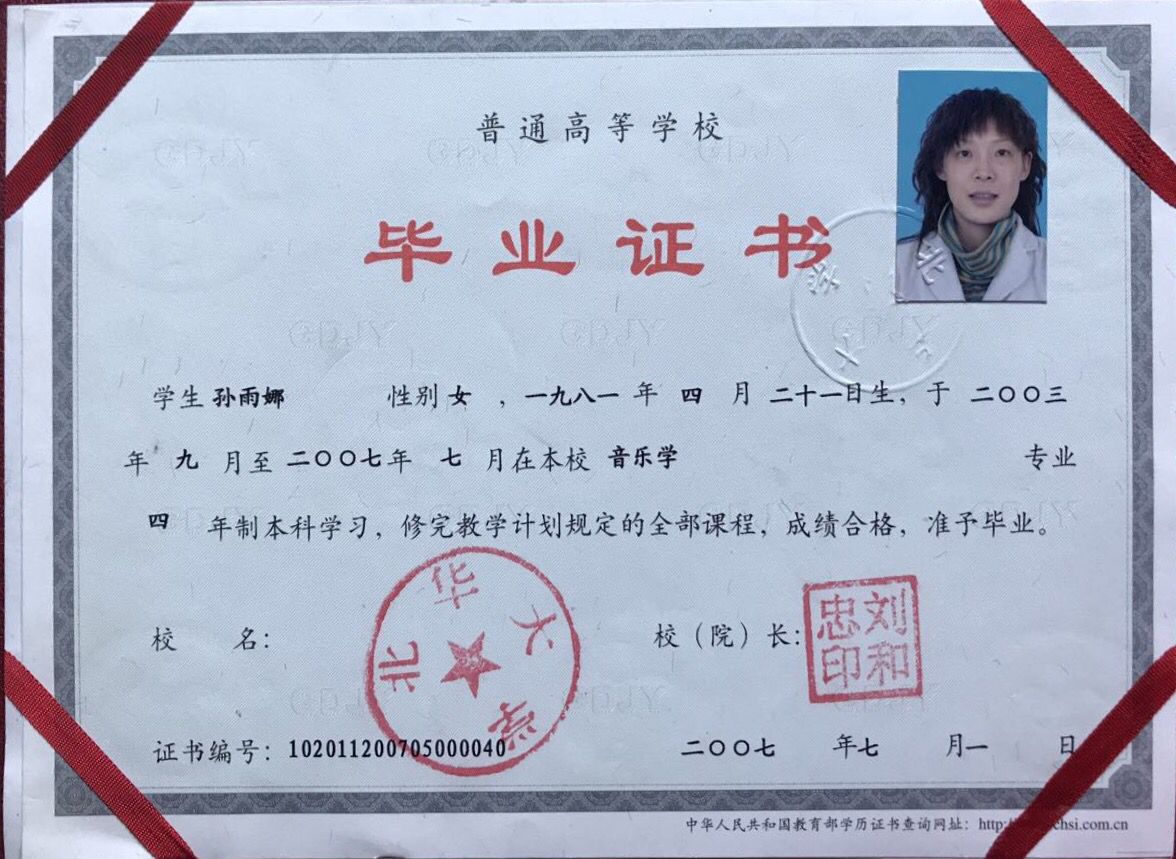 普通高等学校
毕业证书
学生 孙雨娜 性别 女 ，一九八一 年 四 月 二十一日生，于 二〇〇三
年 九 月至 二〇〇七年 七 月在本校 音乐学 专业
四 年制本科学习，修完教学计划规定的全部课程，成绩合格，准予毕业。
北华大学
校 名： 校（院）长：
刘和忠印
证书编号：102011200705000040 二〇〇七 年七 月一 日
中华人民共和国教育部学历证书查询网址：http://chsi.com.cn